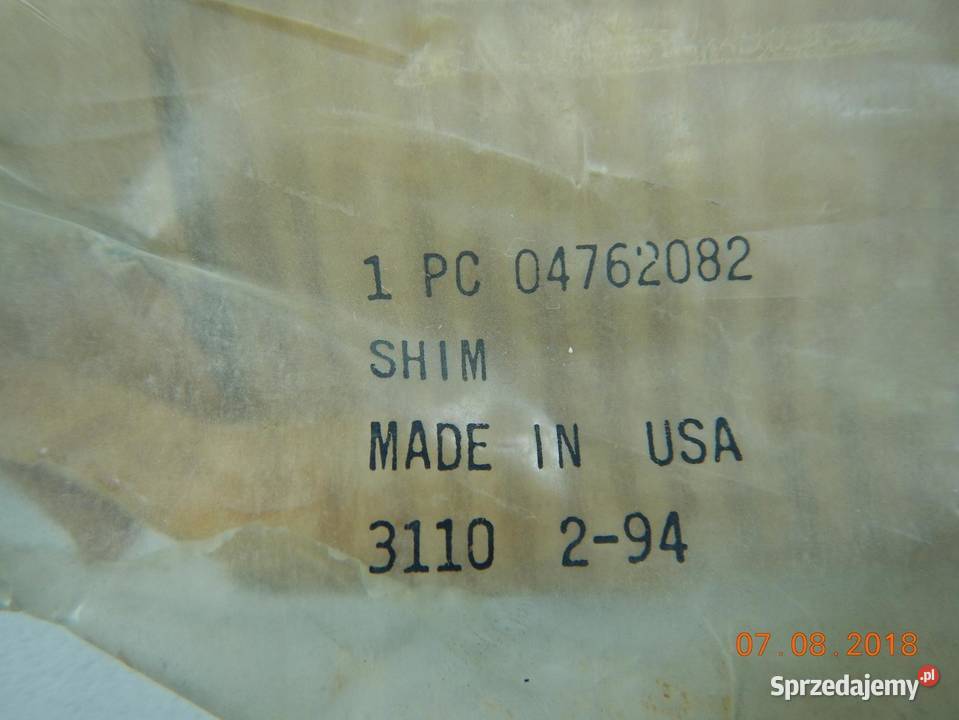 1 PC 04762082
SHIM
MADE IN USA
3110 2-94
07.08.2018
Sprzedajemy.pl